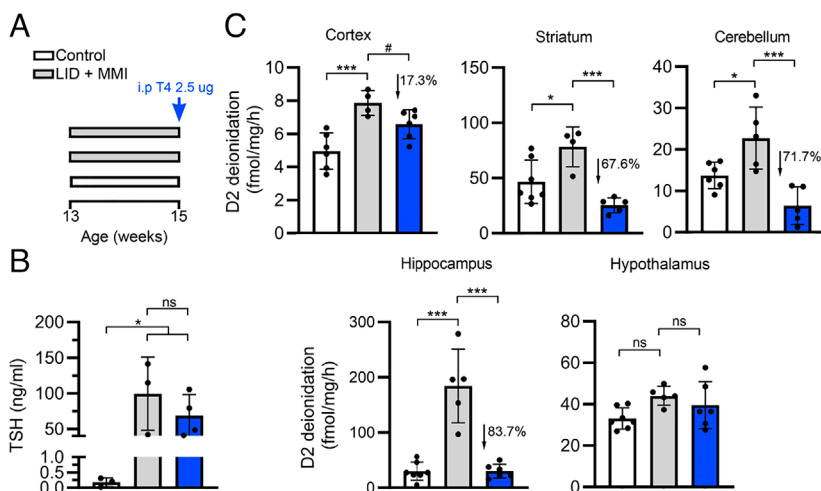 A
Control
LID + MMI
i.p T4 2.5 ug
13
15
Age (weeks)
B
TSH (ng/ml)
200
150
100
75
50
25
1.0
0.5
0.0
*
ns
C
Cortex
D2 deionidation
(fmol/mg/h)
10
8
6
4
2
0
***
#
17.3%
Striatum
150
100
50
0
*
***
67.6%
Cerebellum
40
30
20
10
0
*
***
71.7%
Hippocampus
D2 deionidation
(fmol/mg/h)
300
200
100
0
***
***
83.7%
Hypothalamus
80
60
40
20
0
ns
ns